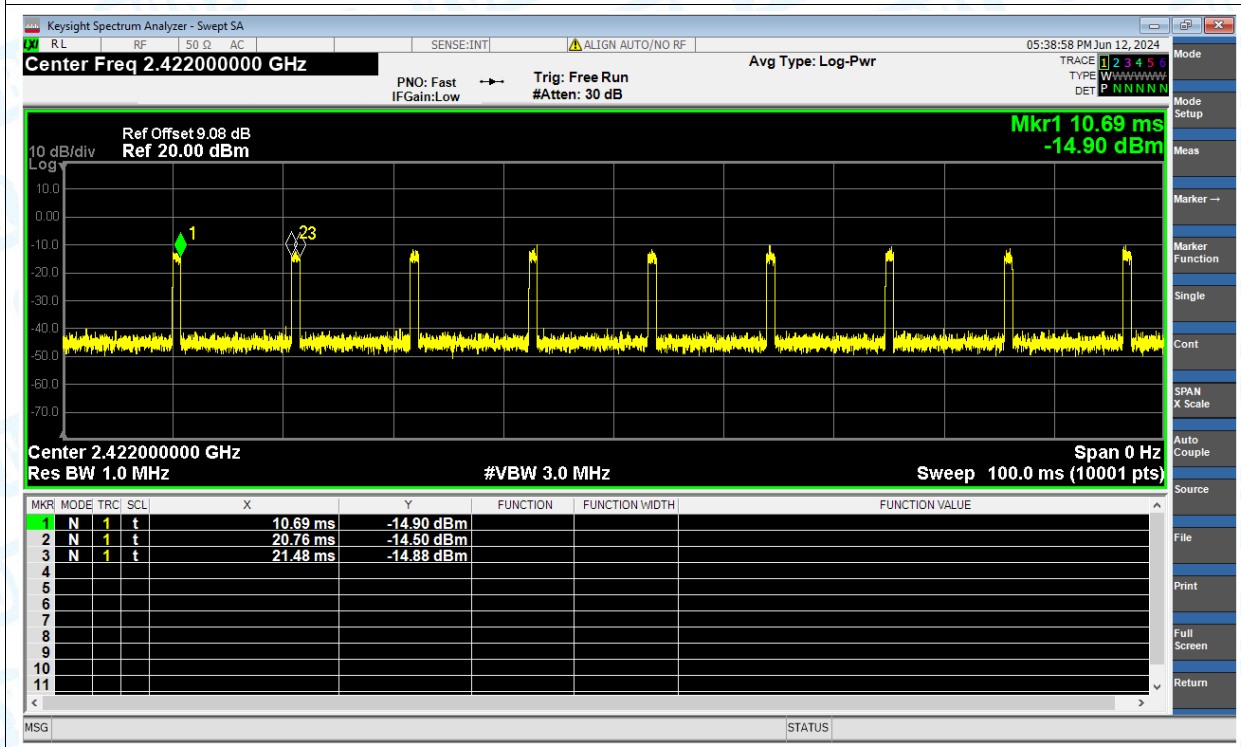 Keysight Spectrum Analyzer - Swept SA
LXI RL RF 50 Ω AC SENSE:INT ALIGN AUTO/NO RF 05:38:58 PM Jun 12, 2024
Center Freq 2.422000000 GHz
Avg Type: Log-Pwr
TRACE 1 2 3 4 5 6
PNO: Fast Trig: Free Run
TYPE WWWWWW
IFGain:Low #Atten: 30 dB
DET P N N N N N
Mkr1 10.69 ms
-14.90 dBm
Ref Offset 9.08 dB
10 dB/div Ref 20.00 dBm
Log
10.0
0.00
-10.0
-20.0
-30.0
-40.0
-50.0
-60.0
-70.0
1
2 3
Center 2.422000000 GHz Span 0 Hz
Res BW 1.0 MHz #VBW 3.0 MHz Sweep 100.0 ms (10001 pts)
MKR MODE TRC SCL X Y FUNCTION FUNCTION WIDTH FUNCTION VALUE
1 N 1 t 10.69 ms -14.90 dBm
2 N 1 t 20.76 ms -14.50 dBm
3 N 1 t 21.48 ms -14.88 dBm
4
5
6
7
8
9
10
11
MSG STATUS
Mode
Mode
Setup
Meas
Marker →
Marker
Function
Single
Cont
SPAN
X Scale
Auto
Couple
Source
File
Print
Full
Screen
Return